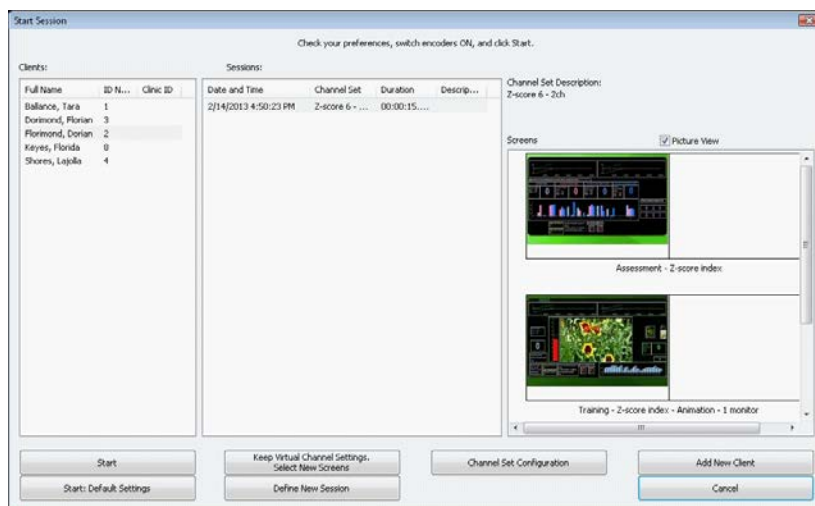 Start Session
Check your preferences, switch encoders ON, and click Start.
Clients:
Sessions:
Full Name ID N... Clinic ID
Ballance, Tara 1
Dorimond, Florian 3
Florimond, Dorian 2
Keyes, Florida 8
Shores, Lajolla 4
Date and Time Channel Set Duration Descrip...
2/14/2013 4:50:23 PM Z-score 6 - ... 00:00:15....
Channel Set Description:
Z-score 6 - 2ch
Screens Picture View
Assessment - Z-score index
Training - Z-score index - Animation - 1 monitor
Start
Keep Virtual Channel Settings.
Select New Screens
Channel Set Configuration
Add New Client
Start: Default Settings
Define New Session
Cancel